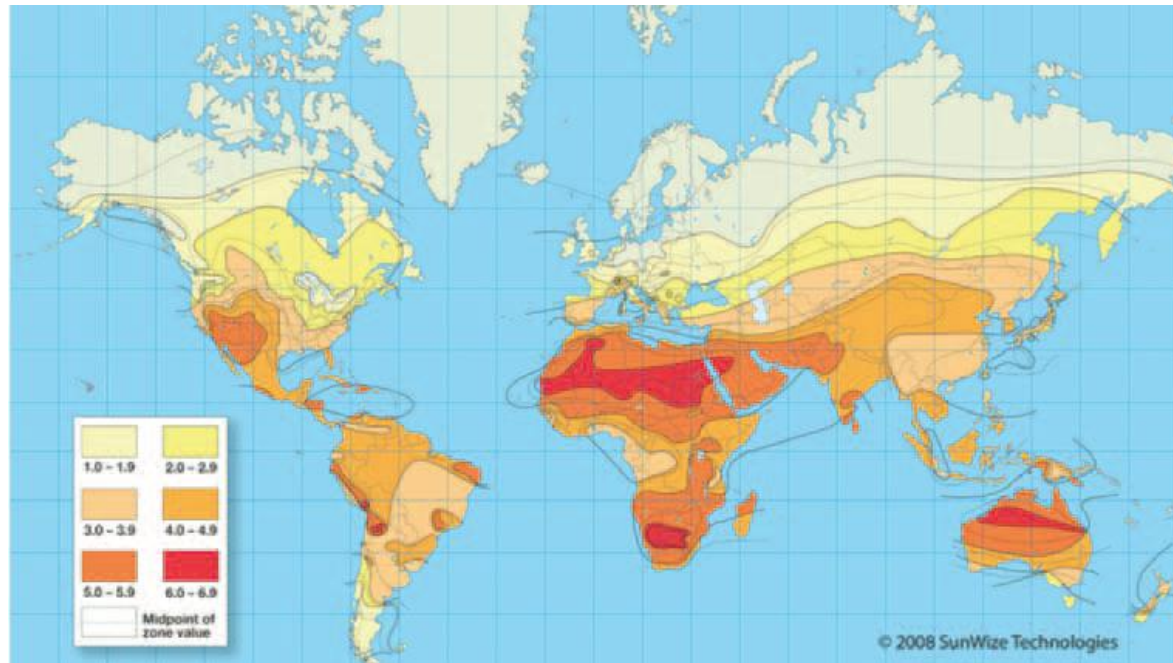 1.0 – 1.9
2.0 – 2.9
3.0 – 3.9
4.0 – 4.9
5.0 – 5.9
6.0 – 6.9
Midpoint of
zone value
© 2008 SunWize Technologies